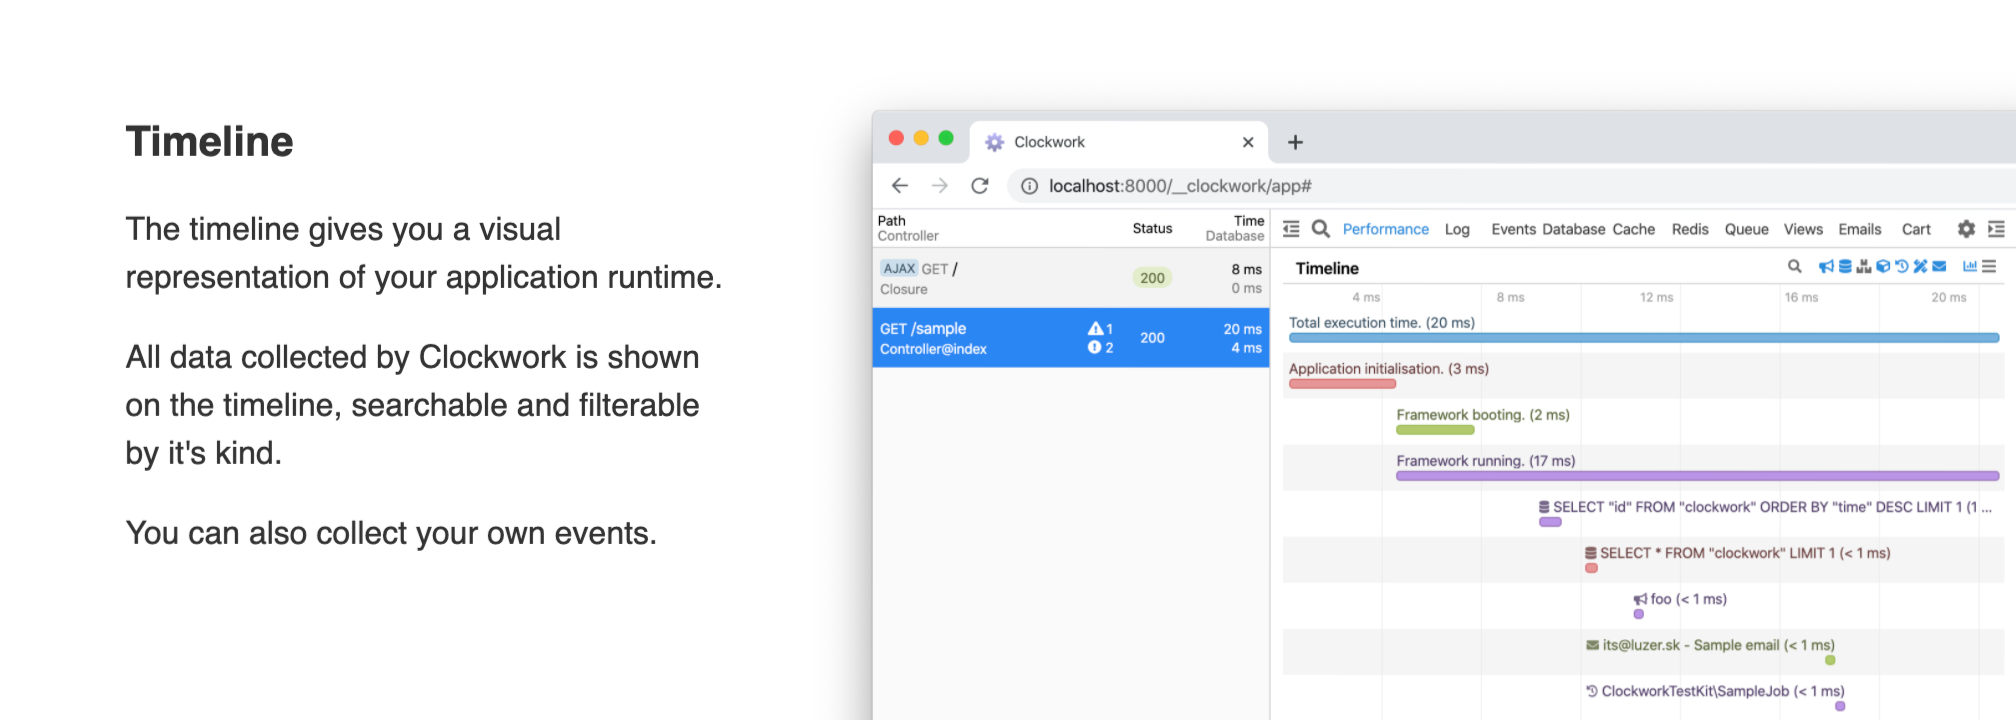 Timeline
The timeline gives you a visual
representation of your application runtime.
All data collected by Clockwork is shown
on the timeline, searchable and filterable
by it's kind.
You can also collect your own events.
Clockwork
localhost:8000/__clockwork/app#
Path Status Time
Controller Database
AJAX GET / 200 8 ms
Closure 0 ms
GET /sample 1 200 20 ms
Controller@index 2 4 ms
Performance Log Events Database Cache Redis Queue Views Emails Cart
Timeline
4 ms 8 ms 12 ms 16 ms 20 ms
Total execution time. (20 ms)
Application initialisation. (3 ms)
Framework booting. (2 ms)
Framework running. (17 ms)
SELECT "id" FROM "clockwork" ORDER BY "time" DESC LIMIT 1 (1 ...
SELECT * FROM "clockwork" LIMIT 1 (< 1 ms)
foo (< 1 ms)
its@luzer.sk - Sample email (< 1 ms)
ClockworkTestKit\SampleJob (< 1 ms)